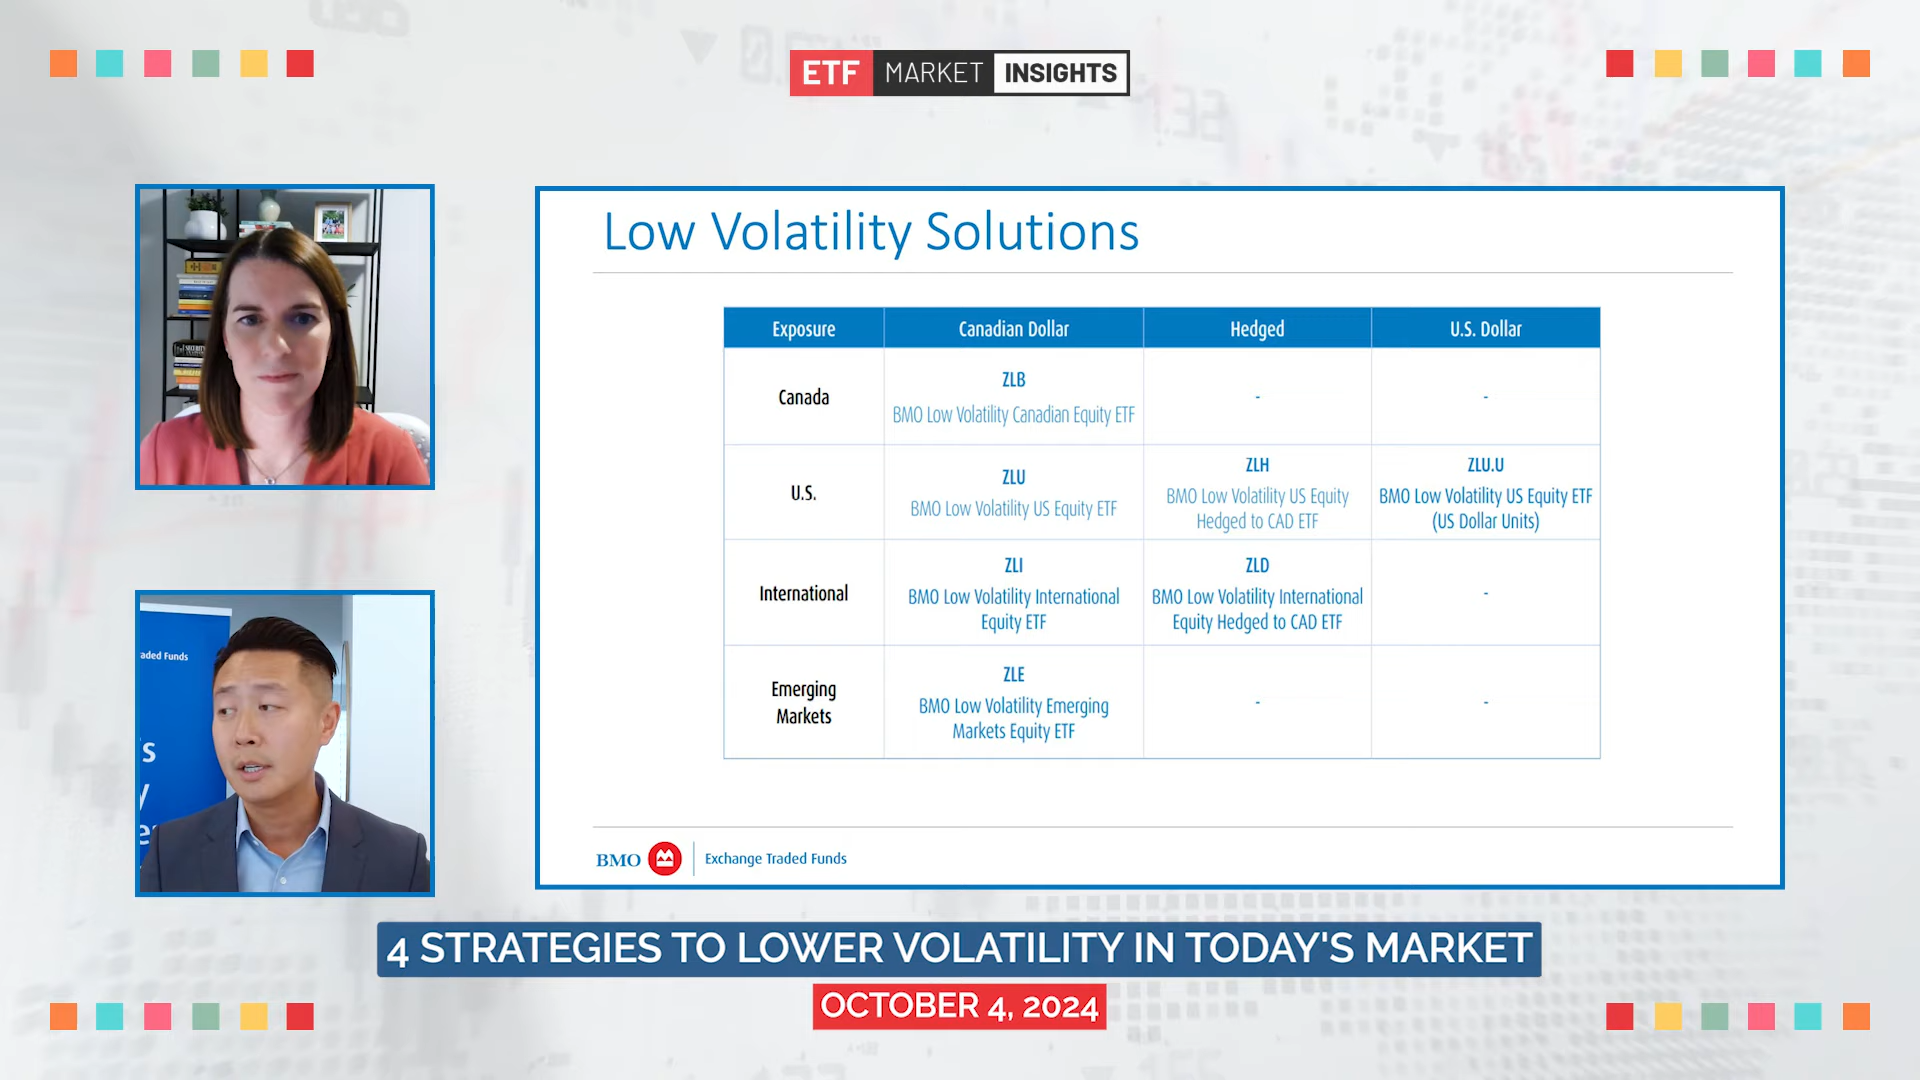 ETF MARKET INSIGHTS
Low Volatility Solutions
Exposure Canadian Dollar Hedged U.S. Dollar
Canada
ZLB
BMO Low Volatility Canadian Equity ETF
-
-
U.S.
ZLU
BMO Low Volatility US Equity ETF
ZLH
BMO Low Volatility US Equity
Hedged to CAD ETF
ZLU.U
BMO Low Volatility US Equity ETF
(US Dollar Units)
International
ZLI
BMO Low Volatility International
Equity ETF
ZLD
BMO Low Volatility International
Equity Hedged to CAD ETF
-
Emerging
Markets
ZLE
BMO Low Volatility Emerging
Markets Equity ETF
-
-
aded Funds
's
y
BMO Exchange Traded Funds
4 STRATEGIES TO LOWER VOLATILITY IN TODAY'S MARKET
OCTOBER 4, 2024